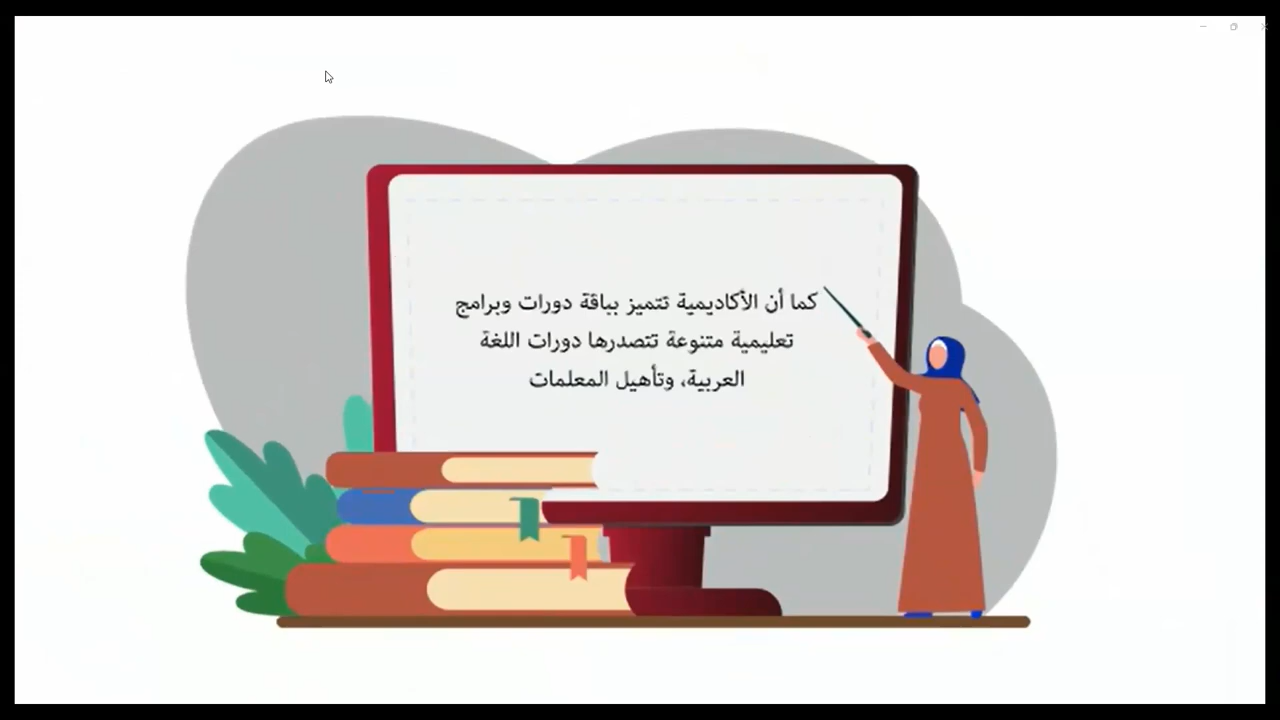 كما أن الأكاديمية تتميز بباقة دورات وبرامج
تعليمية متنوعة تتصدرها دورات اللغة
العربية، وتأهيل المعلمات